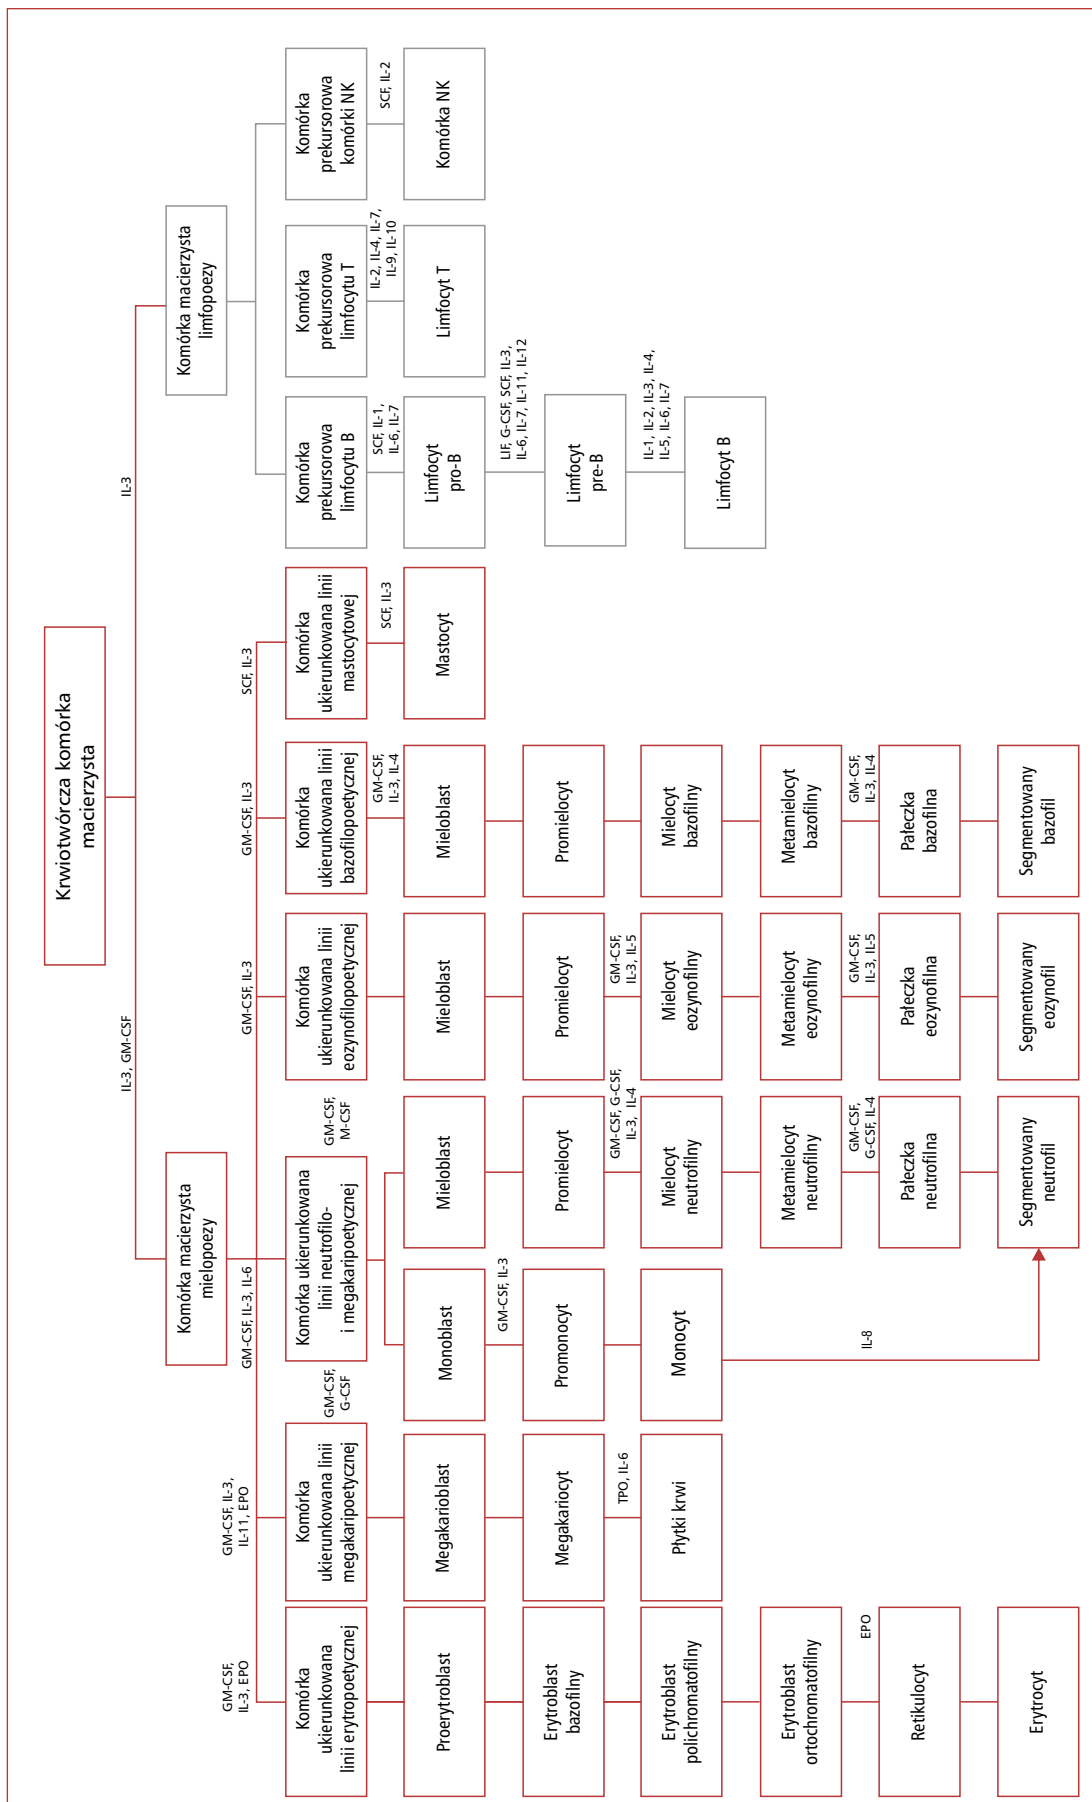 Krwiotwórcza komórka
macierzysta
IL-3, GM-CSF
IL-3
Komórka macierzysta
mielopoezy
Komórka macierzysta
limfopoezy
GM-CSF, IL-3, IL-6
GM-CSF,
IL-3, EPO
GM-CSF, IL-3,
IL-11, EPO
GM-CSF,
G-CSF
GM-CSF,
M-CSF
GM-CSF, IL-3
GM-CSF, IL-3
SCF, IL-3
Komórka
ukierunkowana
linii erytropoetycznej
Komórka
ukierunkowana linii
megakaripoetycznej
Komórka ukierunkowana
linii neutrofilo-
i megakaripoetycznej
Komórka
ukierunkowana linii
eozynofilopoetycznej
Komórka
ukierunkowana linii
bazofilopoetycznej
Komórka
ukierunkowana linii
mastocytowej
Komórka
prekursorowa
limfocytu B
Komórka
prekursorowa
limfocytu T
Komórka
prekursorowa
komórki NK
GM-CSF,
IL-3, IL-4
SCF, IL-3
SCF, IL-1,
IL-6, IL-7
IL-2, IL-4, IL-7,
IL-9, IL-10
SCF, IL-2
Proerytroblast
Megakarioblast
Monoblast
Mieloblast
Mieloblast
Mieloblast
Mastocyt
Limfocyt
pro-B
Limfocyt T
Komórka NK
GM-CSF, IL-3
LIF, G-CSF, SCF, IL-3,
IL-6, IL-7, IL-11, IL-12
Erytroblast
bazofilny
Megakariocyt
Promonocyt
Promielocyt
Promielocyt
Promielocyt
Limfocyt
pre-B
TPO, IL-6
GM-CSF, G-CSF,
IL-3, IL-4
GM-CSF,
IL-3, IL-5
IL-1, IL-2, IL-3, IL-4,
IL-5, IL-6, IL-7
Erytroblast
polichromatofilny
Płytki krwi
Monocyt
Mielocyt
neutrofilny
Mielocyt
eozynofilny
Mielocyt
bazofilny
Limfocyt B
Erytroblast
ortochromatofilny
Metamielocyt
neutrofilny
Metamielocyt
eozynofilny
Metamielocyt
bazofilny
EPO
IL-8
GM-CSF,
G-CSF, IL-4
GM-CSF,
IL-3, IL-5
GM-CSF,
IL-3, IL-4
Retikulocyt
Pałeczka
neutrofilna
Pałeczka
eozynofilna
Pałeczka
bazofilna
Erytrocyt
Segmentowany
neutrofil
Segmentowany
eozynofil
Segmentowany
bazofil